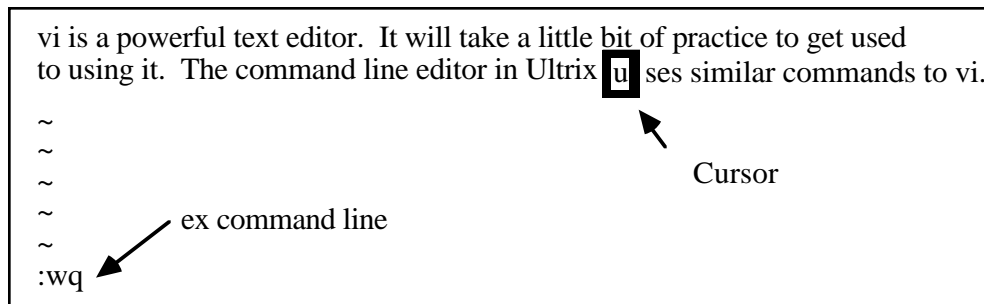 vi is a powerful text editor.  It will take a little bit of practice to get used
to using it.  The command line editor in Ultrix uses similar commands to vi.
~
~
~
Cursor
~
ex command line
~
:wq